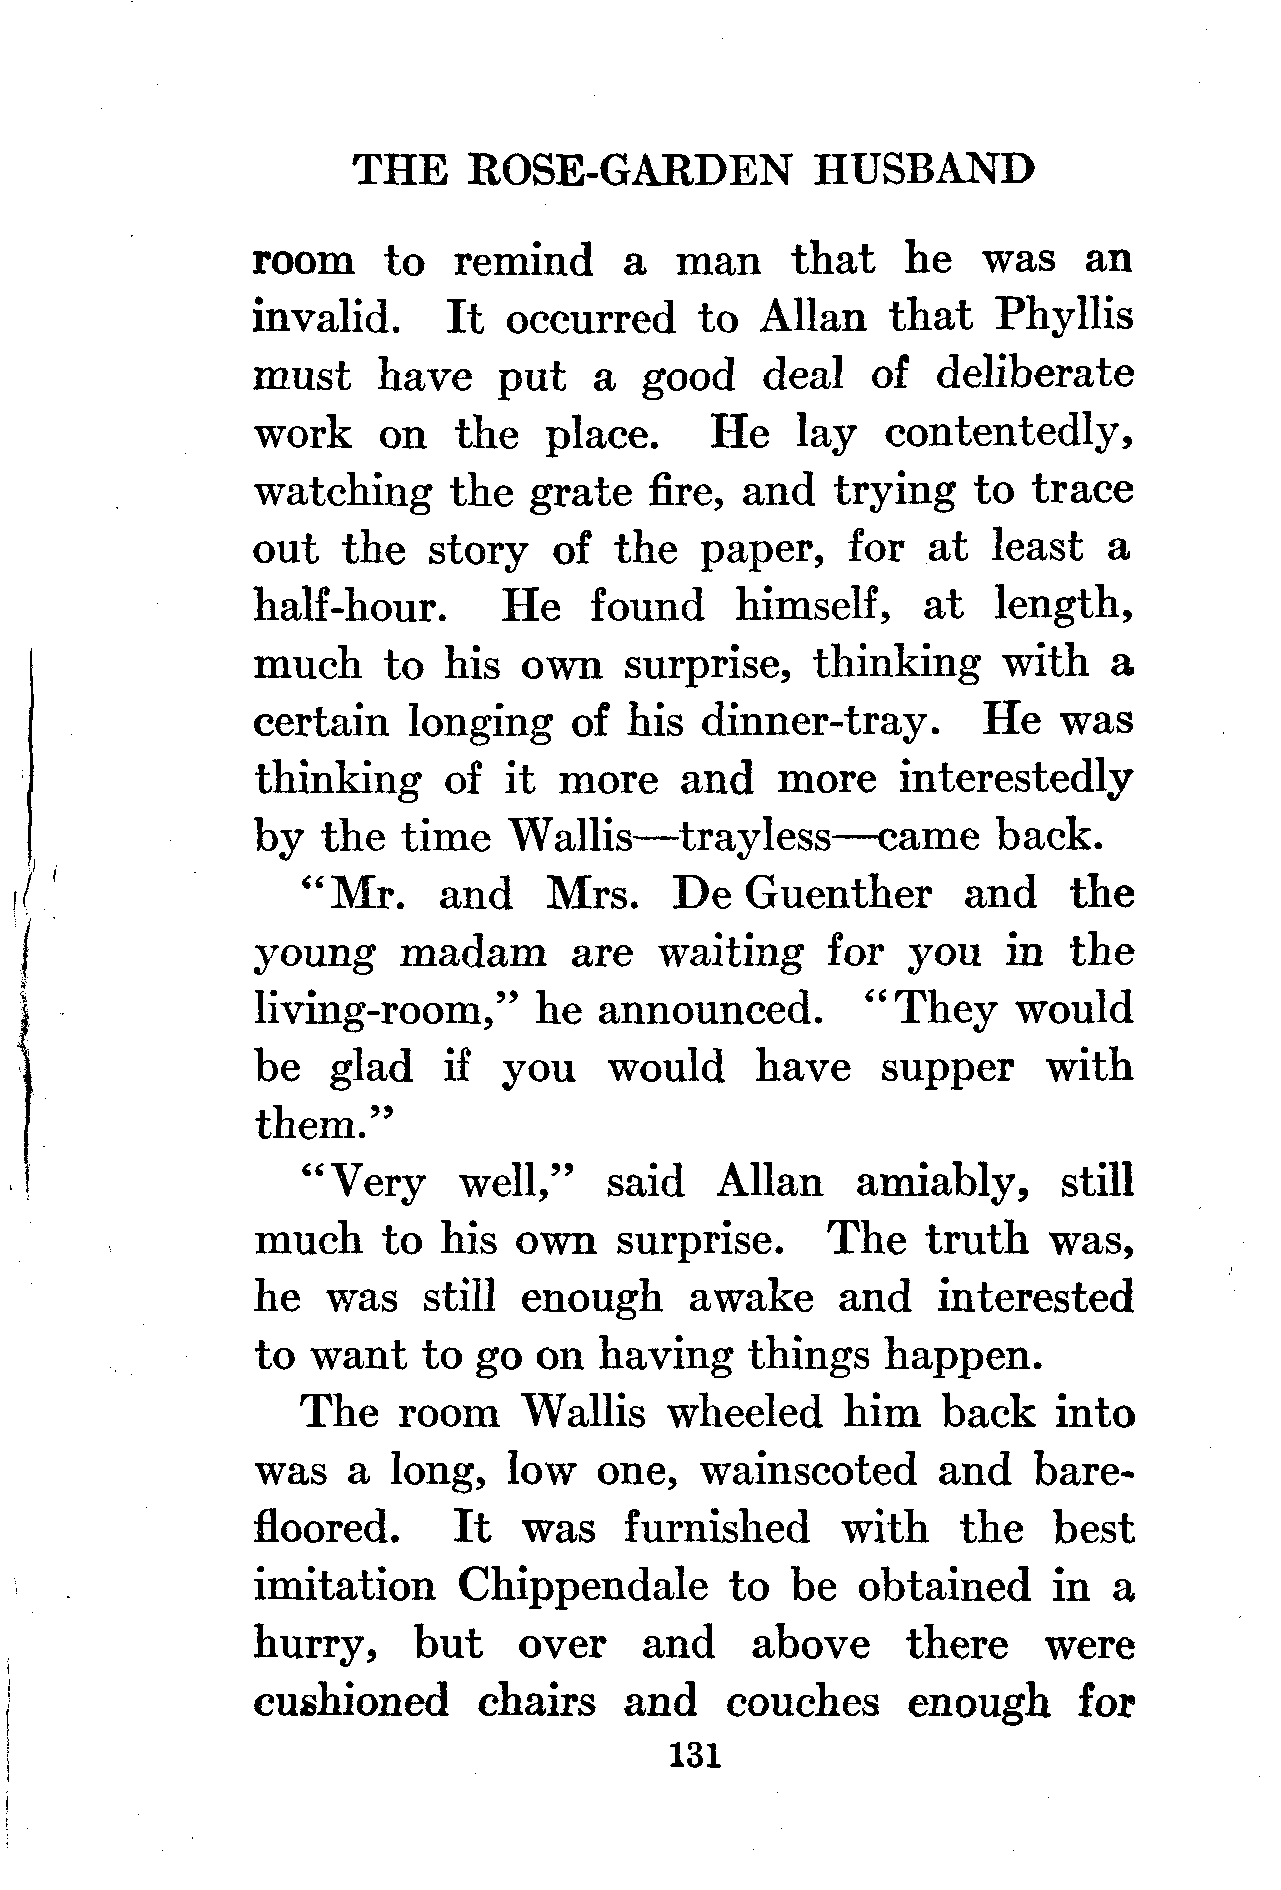 THE ROSE-GARDEN HUSBAND
room to remind a man that he was an
invalid. It occurred to Allan that Phyllis
must have put a good deal of deliberate
work on the place. He lay contentedly,
watching the grate fire, and trying to trace
out the story of the paper, for at least a
half-hour. He found himself, at length,
much to his own surprise, thinking with a
certain longing of his dinner-tray. He was
thinking of it more and more interestedly
by the time Wallis—trayless—came back.
“Mr. and Mrs. De Guenther and the
young madam are waiting for you in the
living-room,” he announced. “They would
be glad if you would have supper with
them.”
“Very well,” said Allan amiably, still
much to his own surprise. The truth was,
he was still enough awake and interested
to want to go on having things happen.
The room Wallis wheeled him back into
was a long, low one, wainscoted and bare-
floored. It was furnished with the best
imitation Chippendale to be obtained in a
hurry, but over and above there were
cushioned chairs and couches enough for
131